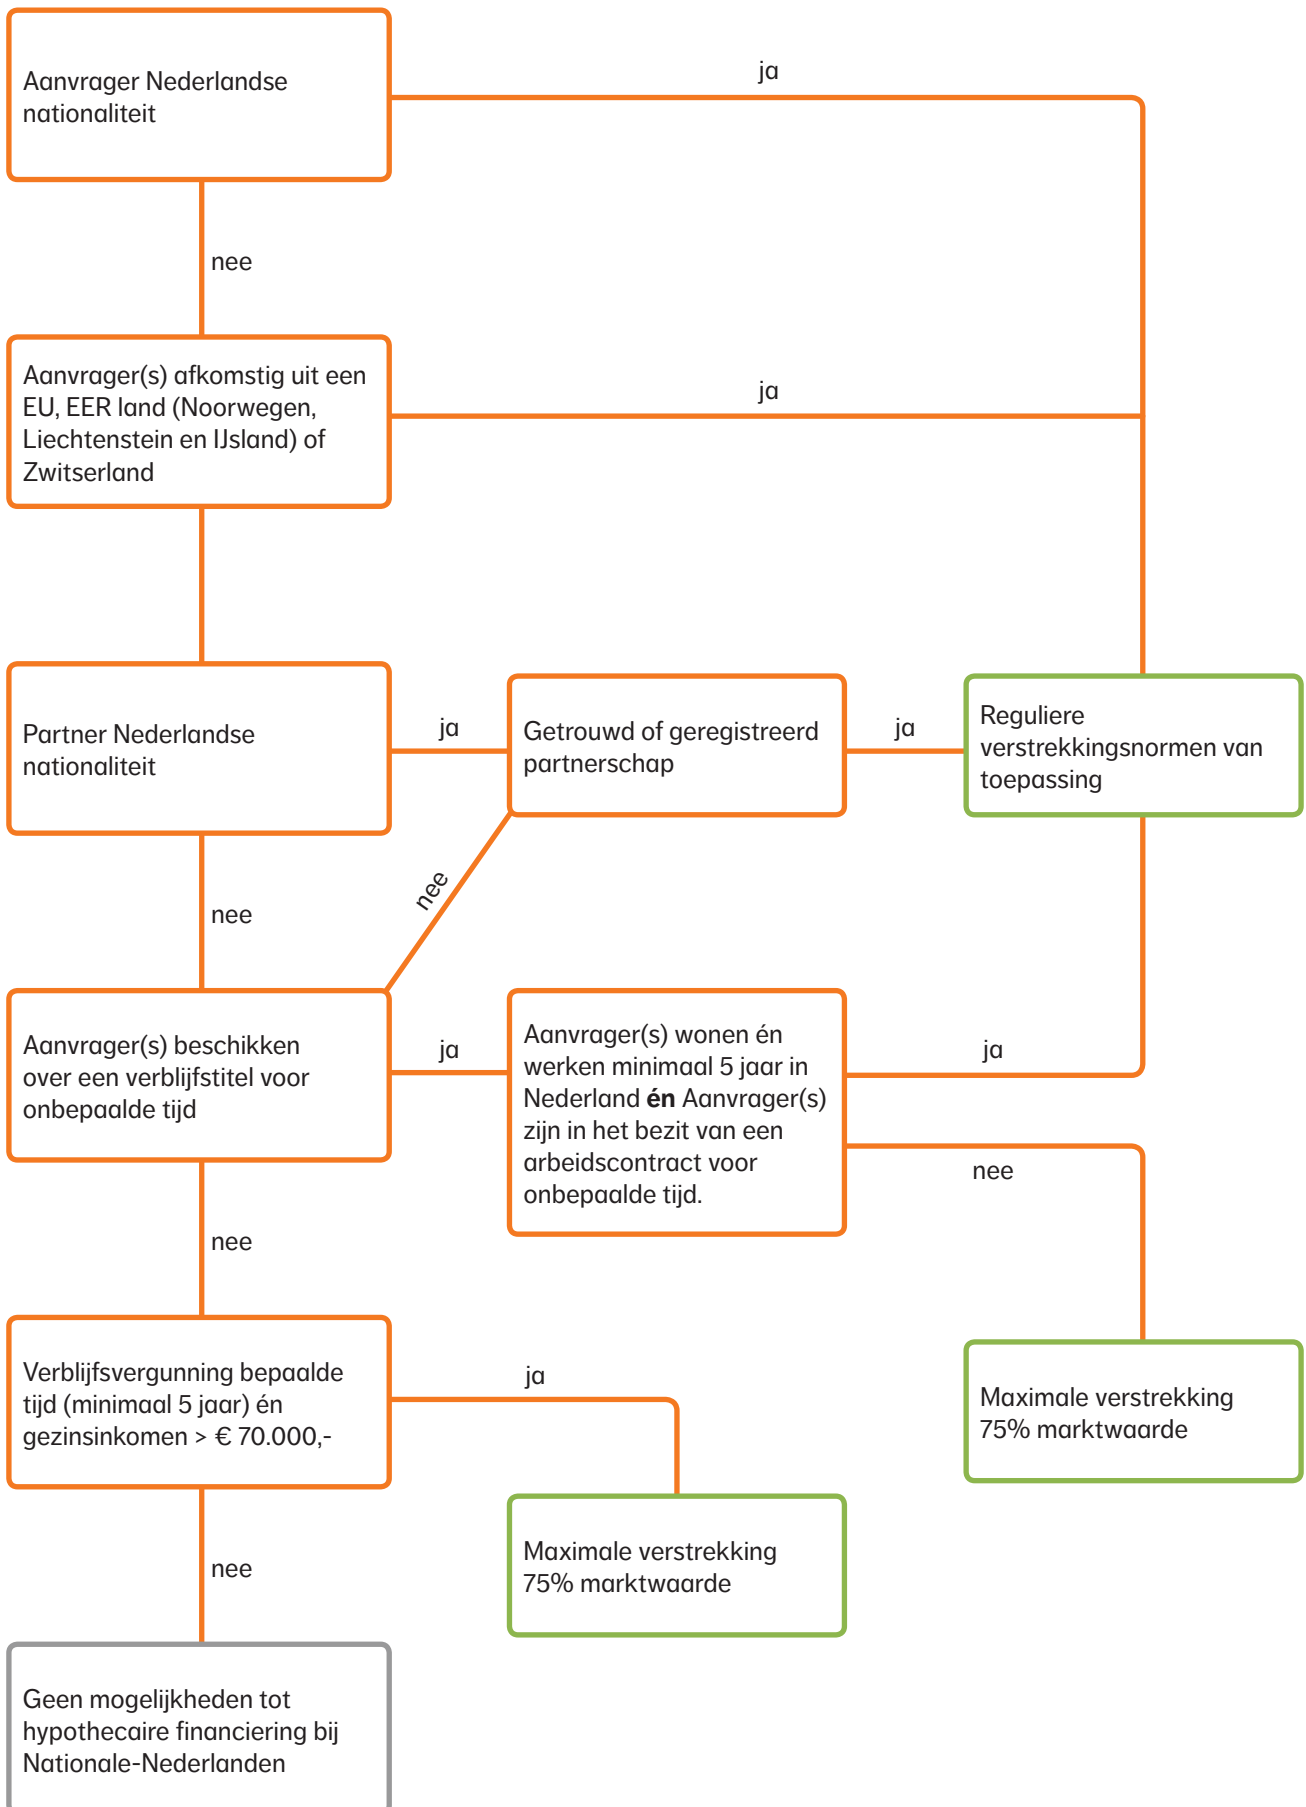 Aanvrager Nederlandse
nationaliteit
ja
nee
Aanvrager(s) afkomstig uit een
EU, EER land (Noorwegen,
Liechtenstein en IJsland) of
Zwitserland
ja
Partner Nederlandse
nationaliteit
ja
Getrouwd of geregistreerd
partnerschap
ja
Reguliere
verstrekkingsnormen van
toepassing
nee
nee
Aanvrager(s) beschikken
over een verblijfstitel voor
onbepaalde tijd
ja
Aanvrager(s) wonen én
werken minimaal 5 jaar in
Nederland én Aanvrager(s)
zijn in het bezit van een
arbeidscontract voor
onbepaalde tijd.
ja
nee
nee
Verblijfsvergunning bepaalde
tijd (minimaal 5 jaar) én
gezinsinkomen > € 70.000,-
ja
Maximale verstrekking
75% marktwaarde
Maximale verstrekking
75% marktwaarde
nee
Geen mogelijkheden tot
hypothecaire financiering bij
Nationale-Nederlanden